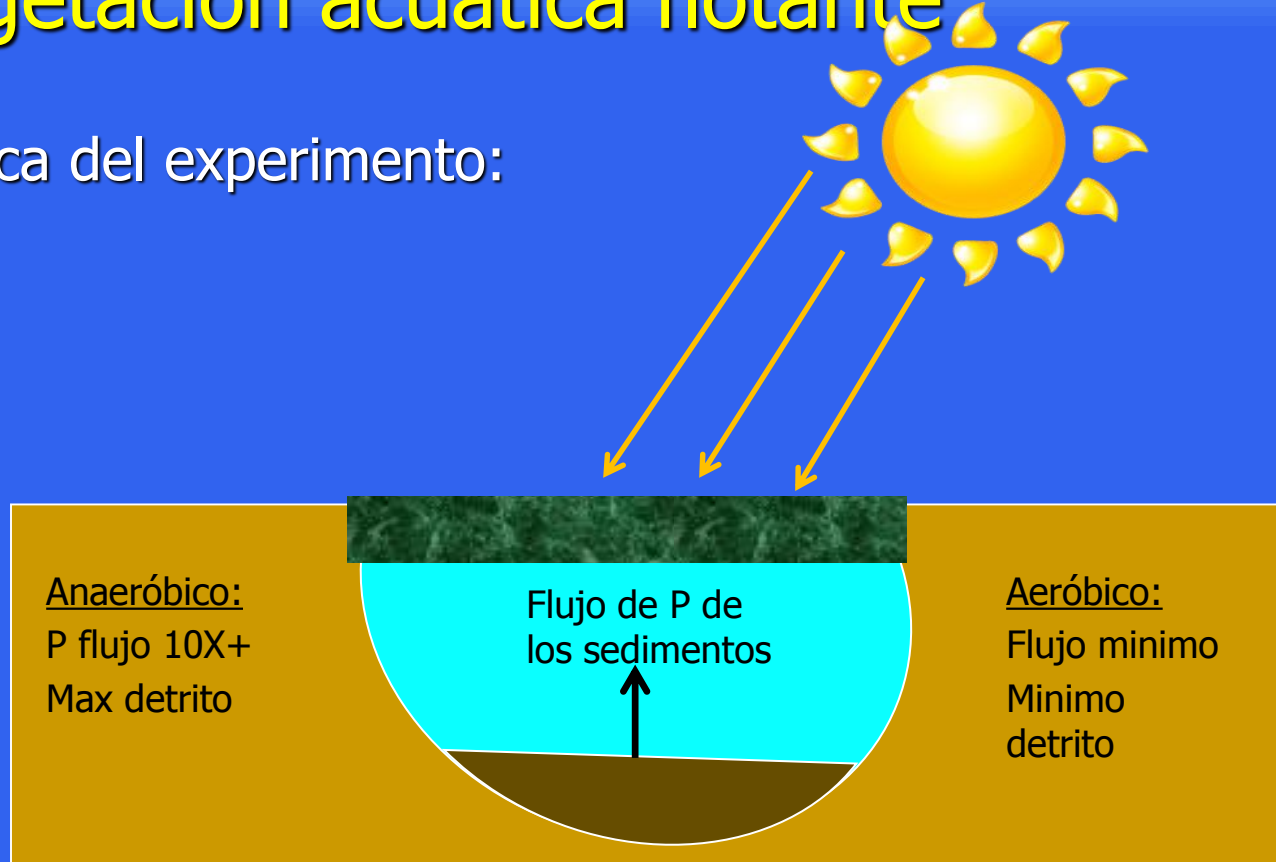 getación acuática flotante
ca del experimento:
Anaeróbico:
P flujo 10X+
Max detrito
Flujo de P de
los sedimentos
Aeróbico:
Flujo minimo
Minimo
detrito